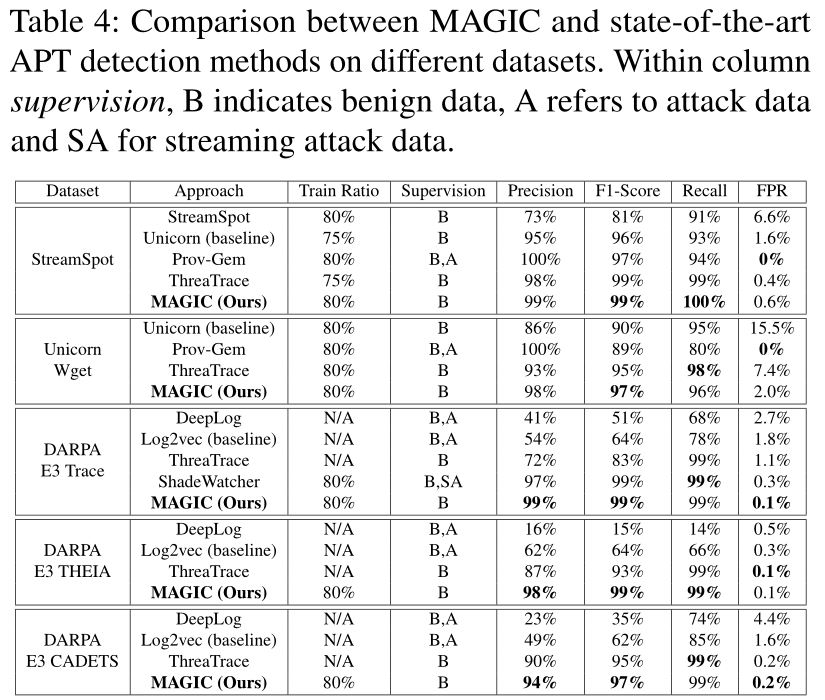 Table 4: Comparison between MAGIC and state-of-the-art
APT detection methods on different datasets. Within column
supervision, B indicates benign data, A refers to attack data
and SA for streaming attack data.
Dataset Approach Train Ratio Supervision Precision F1-Score Recall FPR
StreamSpot StreamSpot 80% B 73% 81% 91% 6.6%
Unicorn (baseline) 75% B 95% 96% 93% 1.6%
Prov-Gem 80% B,A 100% 97% 94% 0%
ThreaTrace 75% B 98% 99% 99% 0.4%
MAGIC (Ours) 80% B 99% 99% 100% 0.6%
Unicorn Wget Unicorn (baseline) 80% B 86% 90% 95% 15.5%
Prov-Gem 80% B,A 100% 89% 80% 0%
ThreaTrace 80% B 93% 95% 98% 7.4%
MAGIC (Ours) 80% B 98% 97% 96% 2.0%
DARPA E3 Trace DeepLog N/A B,A 41% 51% 68% 2.7%
Log2vec (baseline) N/A B,A 54% 64% 78% 1.8%
ThreaTrace N/A B 72% 83% 99% 1.1%
ShadeWatcher 80% B,SA 97% 99% 99% 0.3%
MAGIC (Ours) 80% B 99% 99% 99% 0.1%
DARPA E3 THEIA DeepLog N/A B,A 16% 15% 14% 0.5%
Log2vec (baseline) N/A B,A 62% 64% 66% 0.3%
ThreaTrace N/A B 87% 93% 99% 0.1%
MAGIC (Ours) 80% B 98% 99% 99% 0.1%
DARPA E3 CADETS DeepLog N/A B,A 23% 35% 74% 4.4%
Log2vec (baseline) N/A B,A 49% 62% 85% 1.6%
ThreaTrace N/A B 90% 95% 99% 0.2%
MAGIC (Ours) 80% B 94% 97% 99% 0.2%